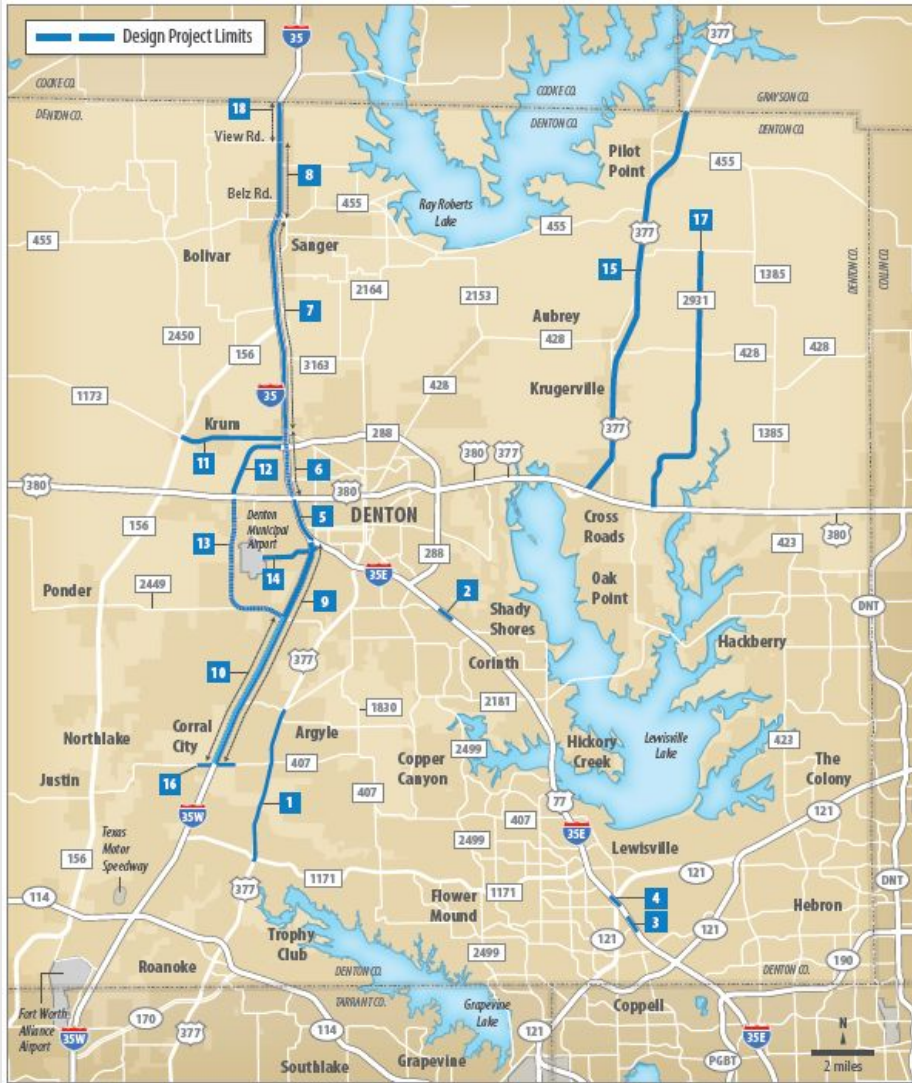 Design Project Limits
35
377
COOKE CO.
DENTON CO.
COOKE CO.
DENTON CO.
GRAYSON CO.
DENTON CO.
18
View Rd.
8
Belz Rd.
455
Ray Roberts
Lake
Pilot
Point
455
455
377
17
455
Bolivar
Sanger
15
1385
DENTON CO.
COLLIN CO.
2164
2153
2931
7
Aubrey
2450
156
3163
428
428
428
1173
35
428
Krugerville
Krum
288
377
1385
11
12
6
380
377
380
380
5
DENTON
156
Denton
Municipal
Airport
Cross
Roads
380
13
14
288
423
Ponder
2449
35E
2
Oak
Point
DNT
9
Shady
Shores
Hackberry
377
Corinth
10
1830
2181
Corral
City
Argyle
Northlake
Copper
Canyon
2499
Hickory
Creek
Lewisville
Lake
423
Justin
16
407
The
Colony
1
407
77
121
35W
407
35E
Texas
Motor
Speedway
156
2499
Lewisville
377
1171
121
DNT
114
Flower
Mound
1171
4
Hebron
3
121
121
Trophy
Club
2499
190
Roanoke
DENTON CO.
TARRANT CO.
DENTON CO.
Fort Worth
Alliance
Airport
Grapevine
Lake
Coppell
170
35W
377
114
121
35E
N
2 miles
Southlake
Grapevine
PGBT